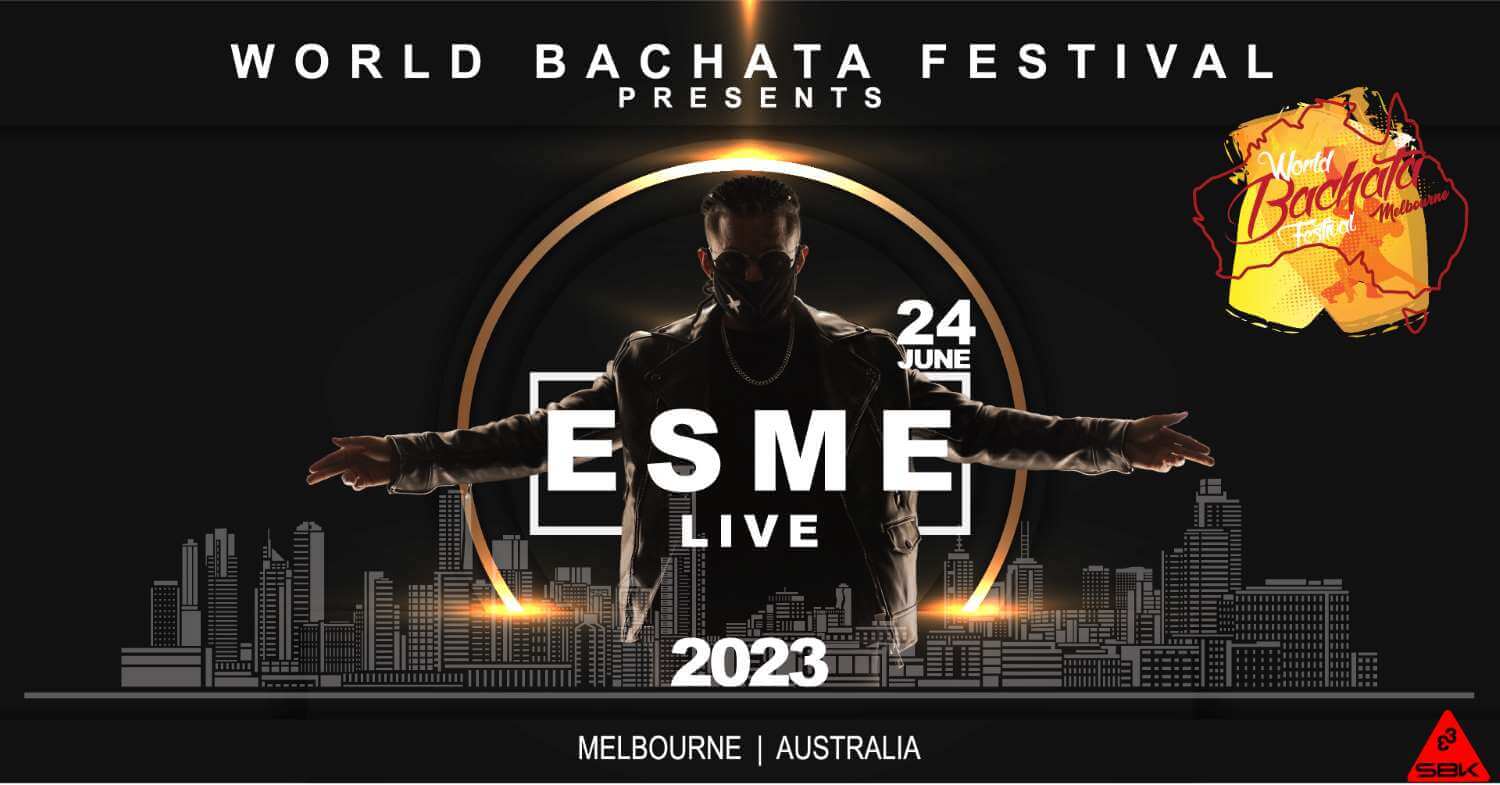 WORLD BACHATA FESTIVAL
PRESENTS
World
Bachata
Melbourne
Festival
24
JUNE
ESME
LIVE
2023
MELBOURNE | AUSTRALIA
SBK